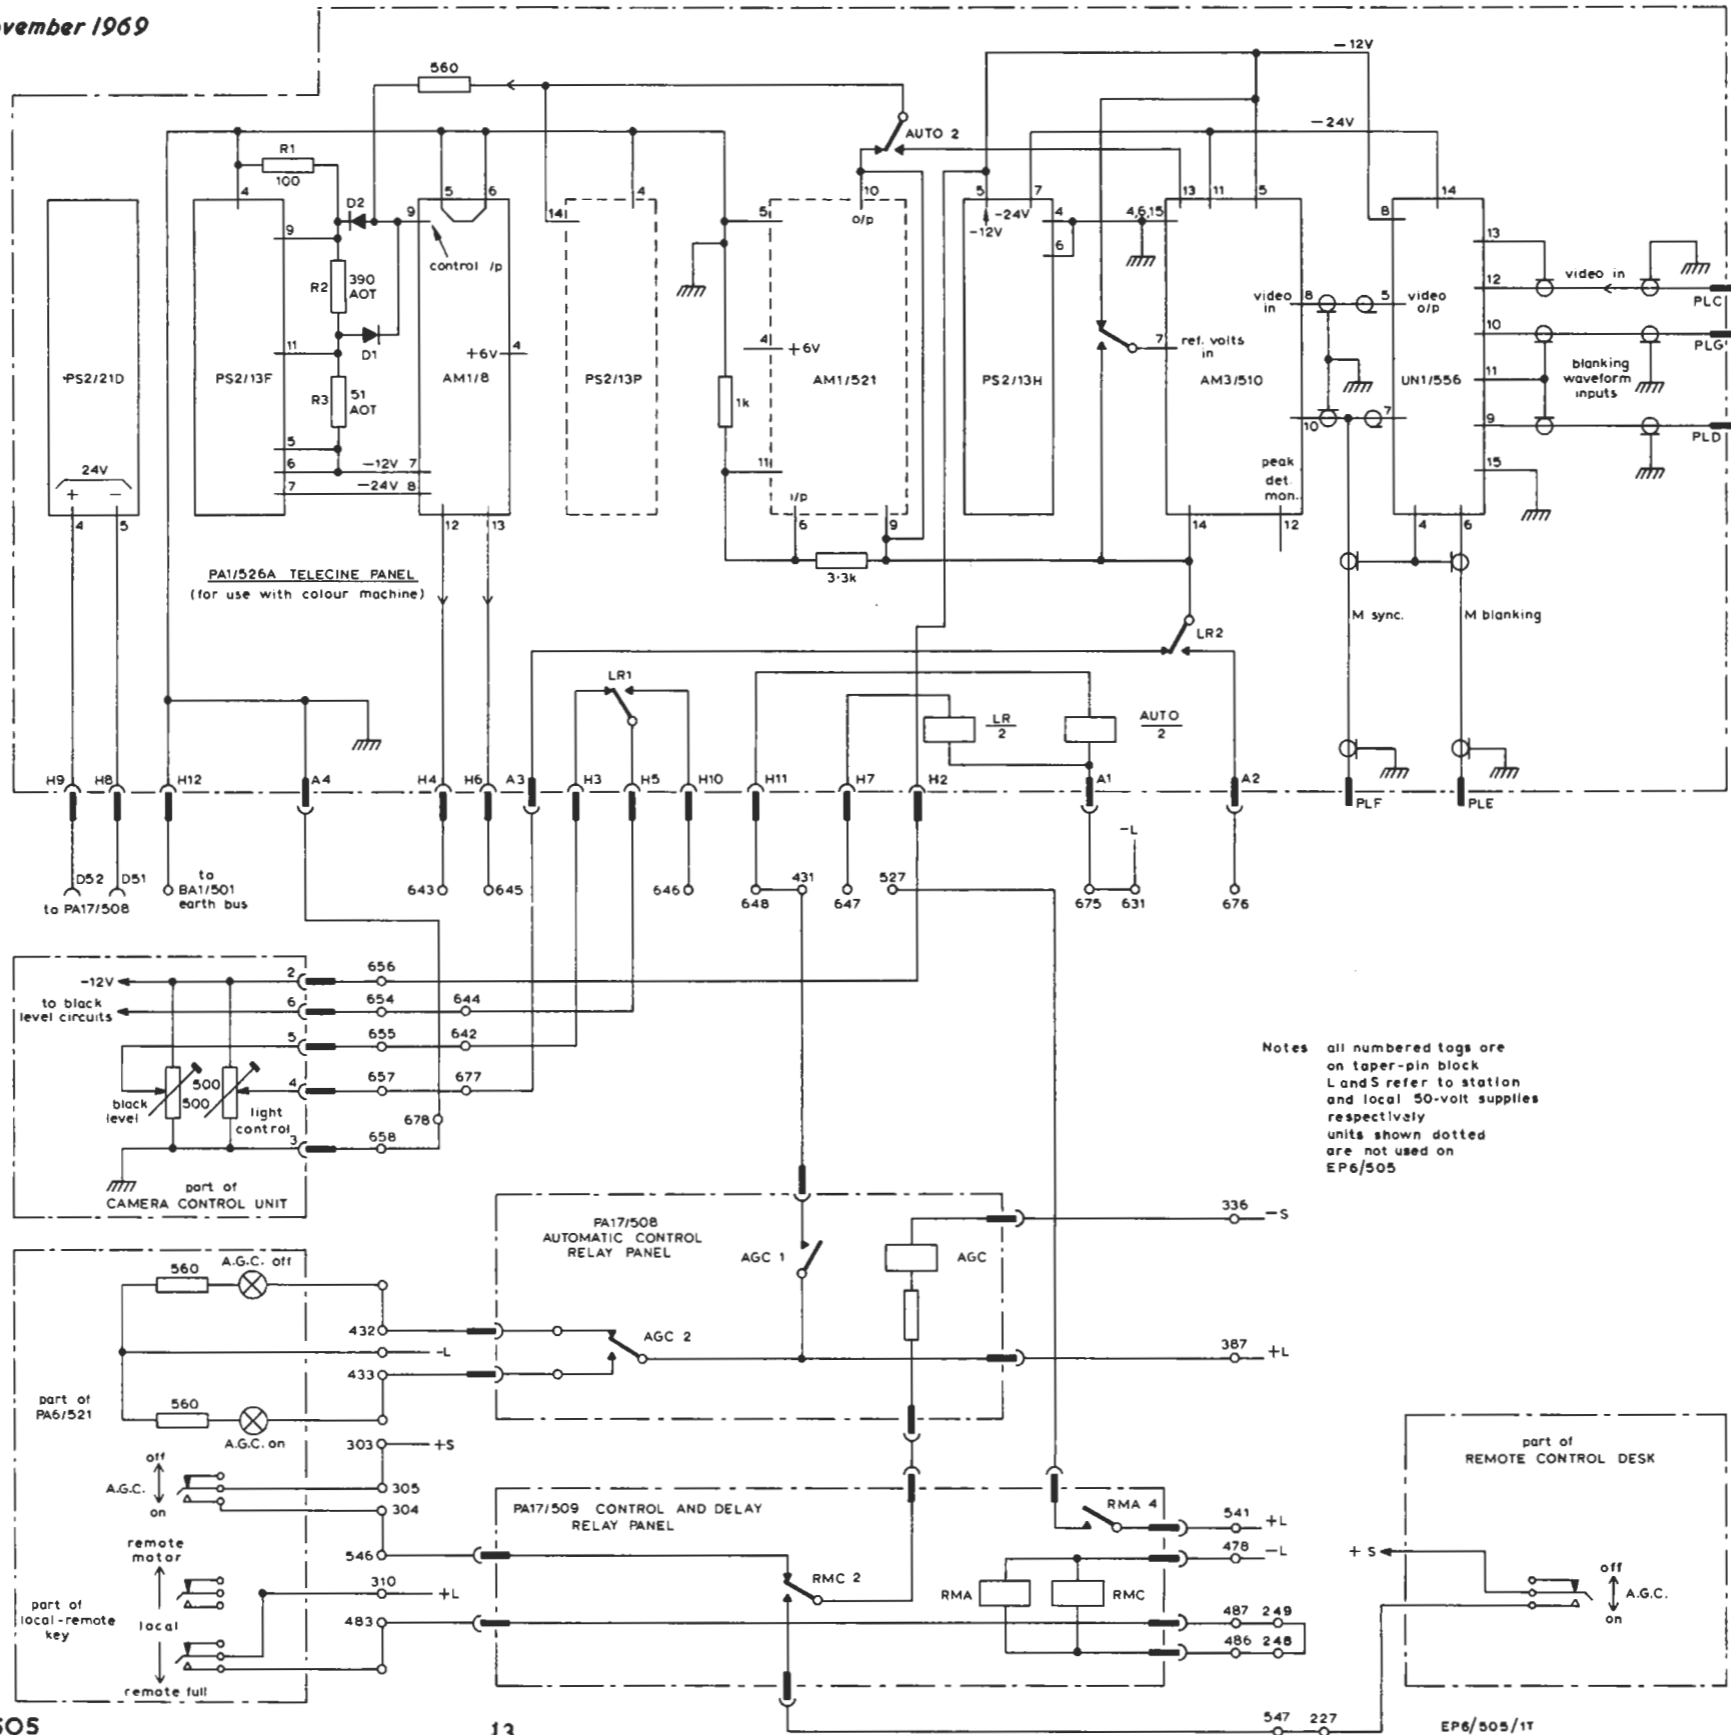 vember 1969
560
-12V
AUTO 2
-24V
R1
100
4
5
6
4
10
5
7
13
11
5
14
D2
9
14
5
o/p
-24V
-12V
4
6
4,6,15
8
13
9
control i/p
R2
390
AOT
12
video in
PLC
video
in
8
5
video
o/p
10
PLG
11
D1
+6V
4
4
+6V
7
ref. volts
in
PS2/21D
PS2/13F
AM1/8
PS2/13P
AM1/521
PS2/13H
AM3/510
UN1/556
11
blanking
waveform
inputs
R3
51
AOT
1k
10
7
9
PLD
5
6
7
-12V
7
-24V
8
11
peak
det.
mon.
15
24V
+
-
i/p
4
5
12
13
6
9
14
12
4
6
3·3k
PA1/526A TELECINE PANEL
(for use with colour machine)
M sync.
M blanking
LR2
LR1
LR
2
AUTO
2
H9
H8
H12
A4
H4
H6
A3
H3
H5
H10
H11
H7
H2
A1
A2
PLF
PLE
-L
D52
D51
to PA17/508
to
BA1/501
earth bus
643
645
646
648
431
647
527
675
631
676
-12V
2
656
to black
level circuits
6
654
644
5
655
642
500
500
4
657
677
black
level
light
control
678
3
658
part of
CAMERA CONTROL UNIT
Notes all numbered tags are
on taper-pin block
L and S refer to station
and local 50-volt supplies
respectively
units shown dotted
are not used on
EP6/505
PA17/508
AUTOMATIC CONTROL
RELAY PANEL
AGC 1
AGC
336
-S
560
A.G.C. off
432
AGC 2
387
+L
-L
433
part of
PA6/521
560
A.G.C. on
303
+S
off
A.G.C.
on
305
304
part of
REMOTE CONTROL DESK
PA17/509 CONTROL AND DELAY
RELAY PANEL
RMA 4
541
+L
478
-L
remote
motor
546
RMC 2
RMA
RMC
+S
off
A.G.C.
on
310
+L
part of
local-remote
key
local
483
487
249
486
248
remote full
547
227
505
13
EP6/505/1T